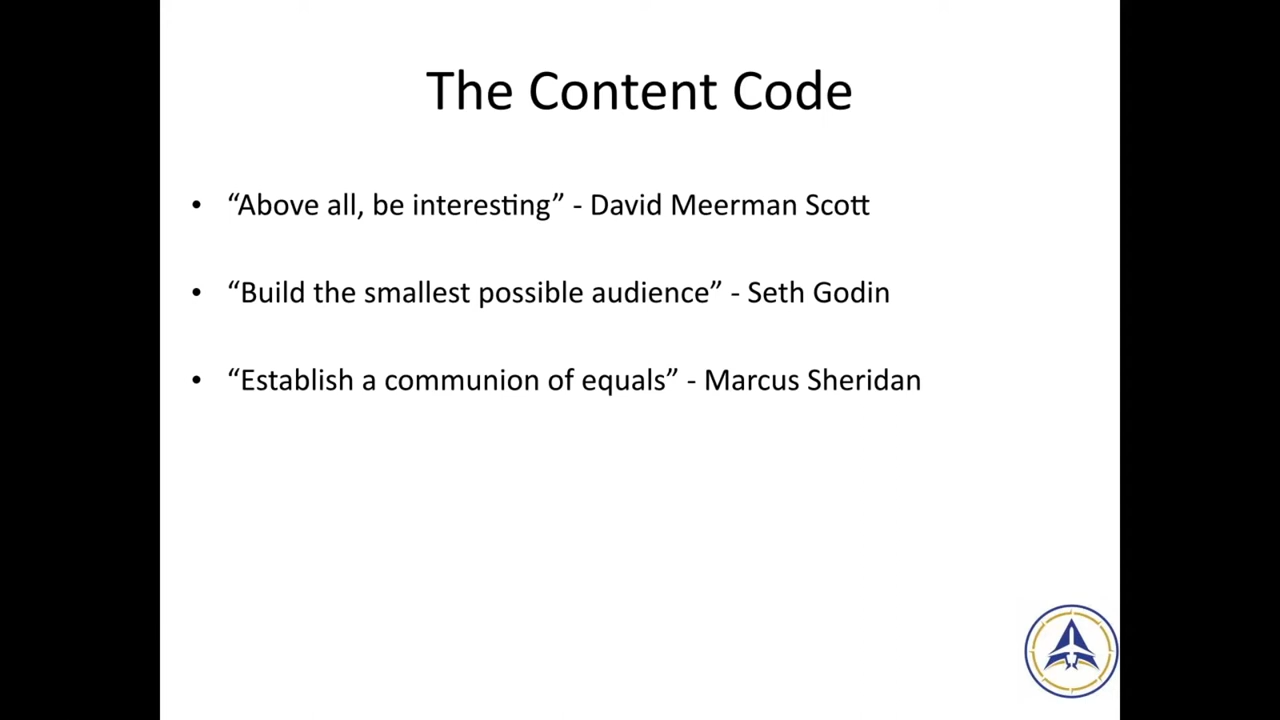 The Content Code
• “Above all, be interesting” - David Meerman Scott
• “Build the smallest possible audience” - Seth Godin
• “Establish a communion of equals” - Marcus Sheridan